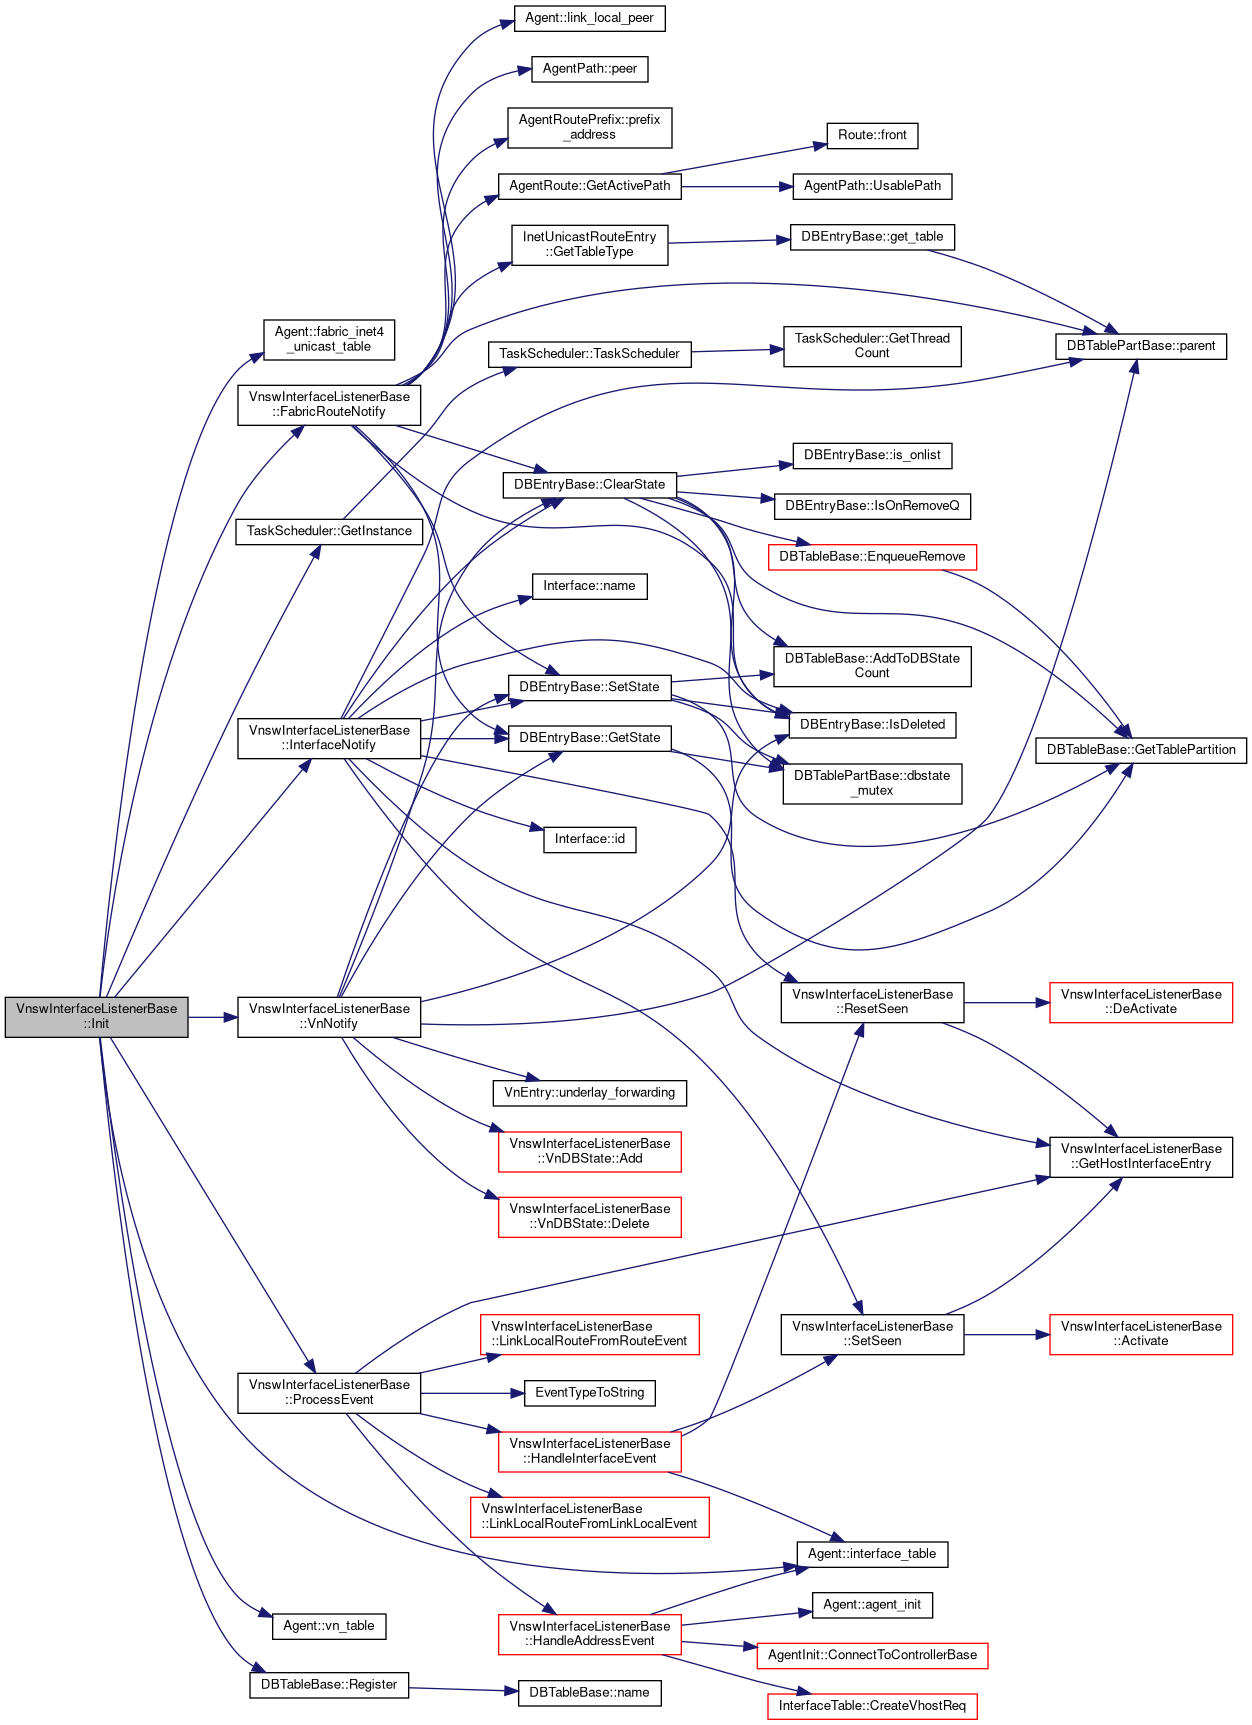 Agent::link_local_peer
AgentPath::peer
AgentRoutePrefix::prefix
_address
Route::front
AgentRoute::GetActivePath
AgentPath::UsablePath
InetUnicastRouteEntry
::GetTableType
DBEntryBase::get_table
Agent::fabric_inet4
_unicast_table
TaskScheduler::TaskScheduler
TaskScheduler::GetThread
Count
DBTablePartBase::parent
VnswInterfaceListenerBase
::FabricRouteNotify
DBEntryBase::is_onlist
DBEntryBase::ClearState
DBEntryBase::IsOnRemoveQ
TaskScheduler::GetInstance
DBTableBase::EnqueueRemove
Interface::name
DBTableBase::AddToDBState
Count
DBEntryBase::SetState
DBEntryBase::IsDeleted
VnswInterfaceListenerBase
::InterfaceNotify
DBEntryBase::GetState
DBTableBase::GetTablePartition
DBTablePartBase::dbstate
_mutex
Interface::id
VnswInterfaceListenerBase
::Init
VnswInterfaceListenerBase
::VnNotify
VnswInterfaceListenerBase
::ResetSeen
VnswInterfaceListenerBase
::DeActivate
VnEntry::underlay_forwarding
VnswInterfaceListenerBase
::VnDBState::Add
VnswInterfaceListenerBase
::GetHostInterfaceEntry
VnswInterfaceListenerBase
::VnDBState::Delete
VnswInterfaceListenerBase
::LinkLocalRouteFromRouteEvent
VnswInterfaceListenerBase
::SetSeen
VnswInterfaceListenerBase
::Activate
VnswInterfaceListenerBase
::ProcessEvent
EventTypeToString
VnswInterfaceListenerBase
::HandleInterfaceEvent
VnswInterfaceListenerBase
::LinkLocalRouteFromLinkLocalEvent
Agent::interface_table
Agent::agent_init
Agent::vn_table
VnswInterfaceListenerBase
::HandleAddressEvent
AgentInit::ConnectToControllerBase
DBTableBase::Register
DBTableBase::name
InterfaceTable::CreateVhostReq